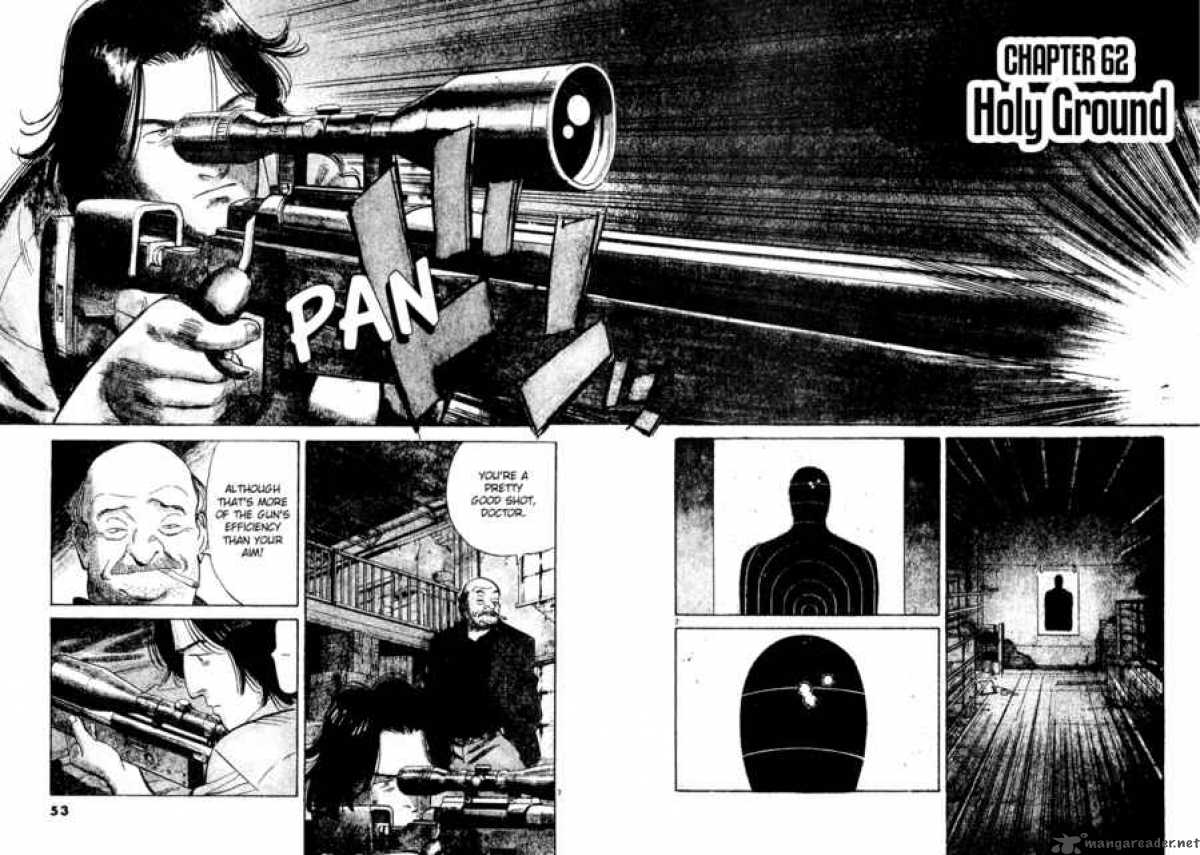 CHAPTER 62
Holy Ground
PAN
YOU'RE A
PRETTY
GOOD SHOT,
DOCTOR.
ALTHOUGH
THAT'S MORE
OF THE GUN'S
EFFICIENCY
THAN YOUR
AIM!
...
53
mangareader.net